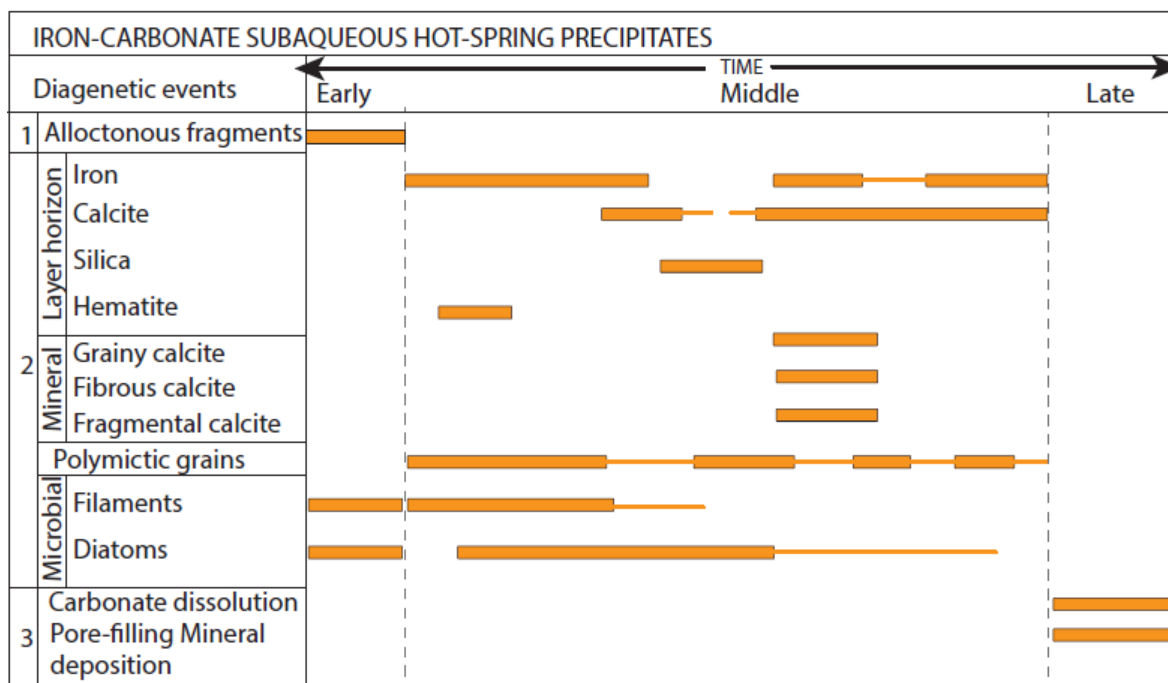 IRON-CARBONATE SUBAQUEOUS HOT-SPRING PRECIPITATES
TIME
Diagenetic events
Early
Middle
Late
1
Alloctonous fragments
2
Layer horizon
Iron
Calcite
Silica
Hematite
Mineral
Grainy calcite
Fibrous calcite
Fragmental calcite
Polymictic grains
Microbial
Filaments
Diatoms
3
Carbonate dissolution
Pore-filling Mineral
deposition